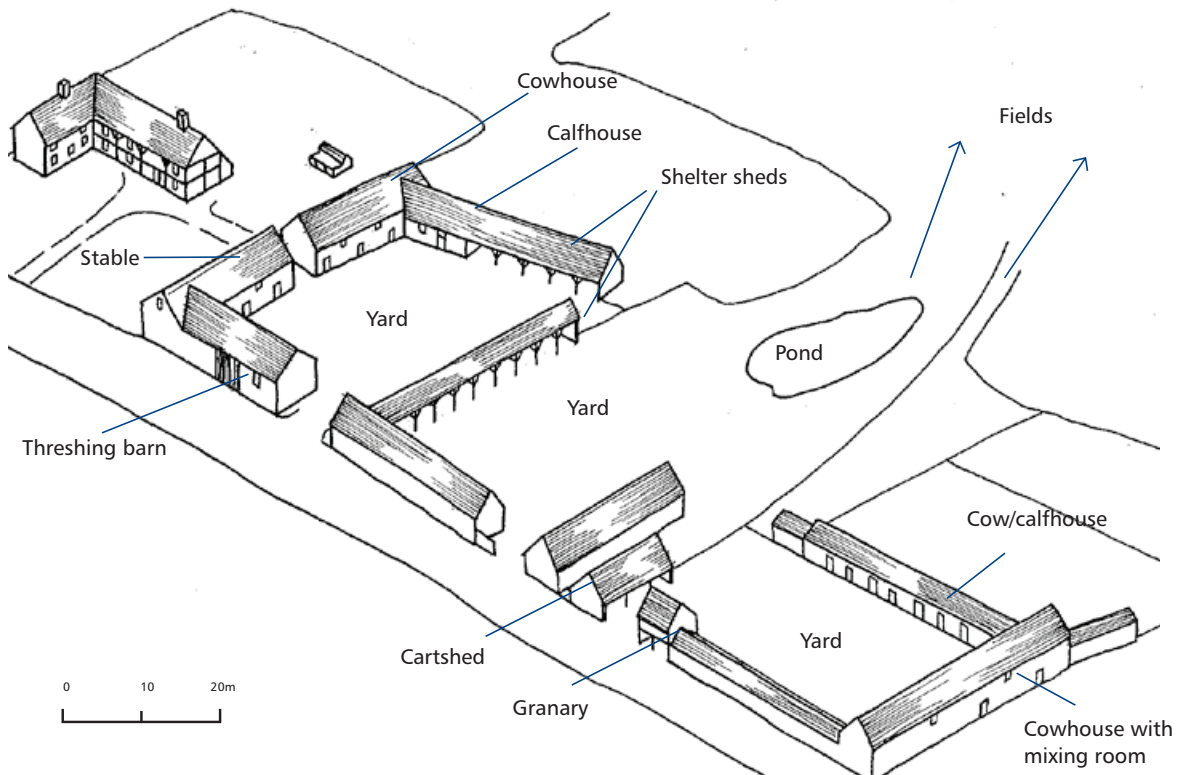 Cowhouse
Calfhouse
Fields
Shelter sheds
Stable
Yard
Pond
Yard
Threshing barn
Cow/calfhouse
Yard
Cartshed
0 10 20m
Granary
Cowhouse with
mixing room